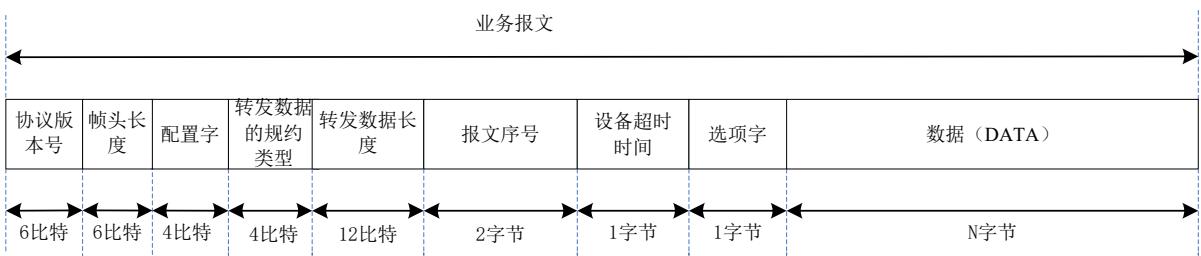 业务报文
协议版
本号
帧头长
度
配置字
转发数据
的规约
类型
转发数据长
度
报文序号
设备超时
时间
选项字
数据（DATA）
6比特
6比特
4比特
4比特
12比特
2字节
1字节
1字节
N字节